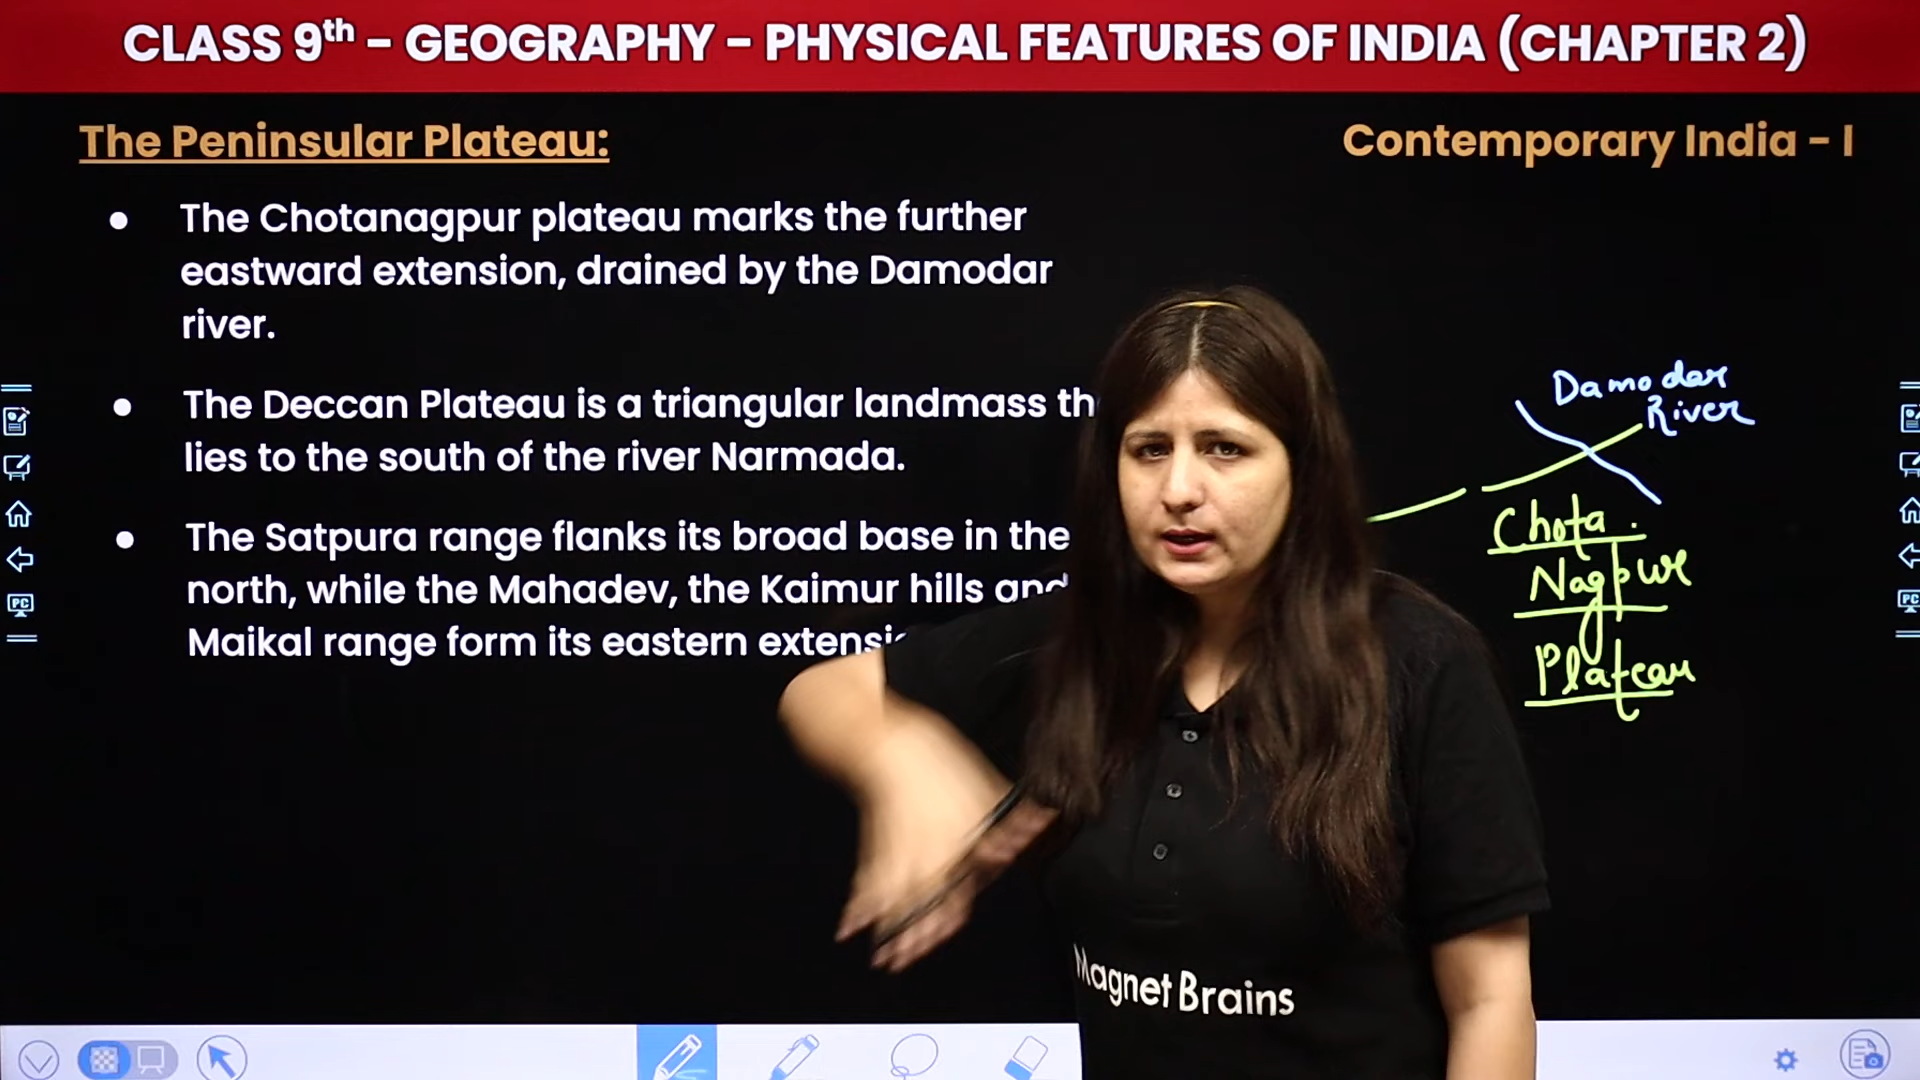 CLASS 9th - GEOGRAPHY - PHYSICAL FEATURES OF INDIA (CHAPTER 2)
The Peninsular Plateau:
Contemporary India - I
● The Chotanagpur plateau marks the further
eastward extension, drained by the Damodar
river.
● The Deccan Plateau is a triangular landmass
lies to the south of the river Narmada.
● The Satpura range flanks its broad base in the
north, while the Mahadev, the Kaimur hills and
Maikal range form its eastern
Damodar
River
Chota
Nagpur
Plateau
PC
PC
Magnet Brains